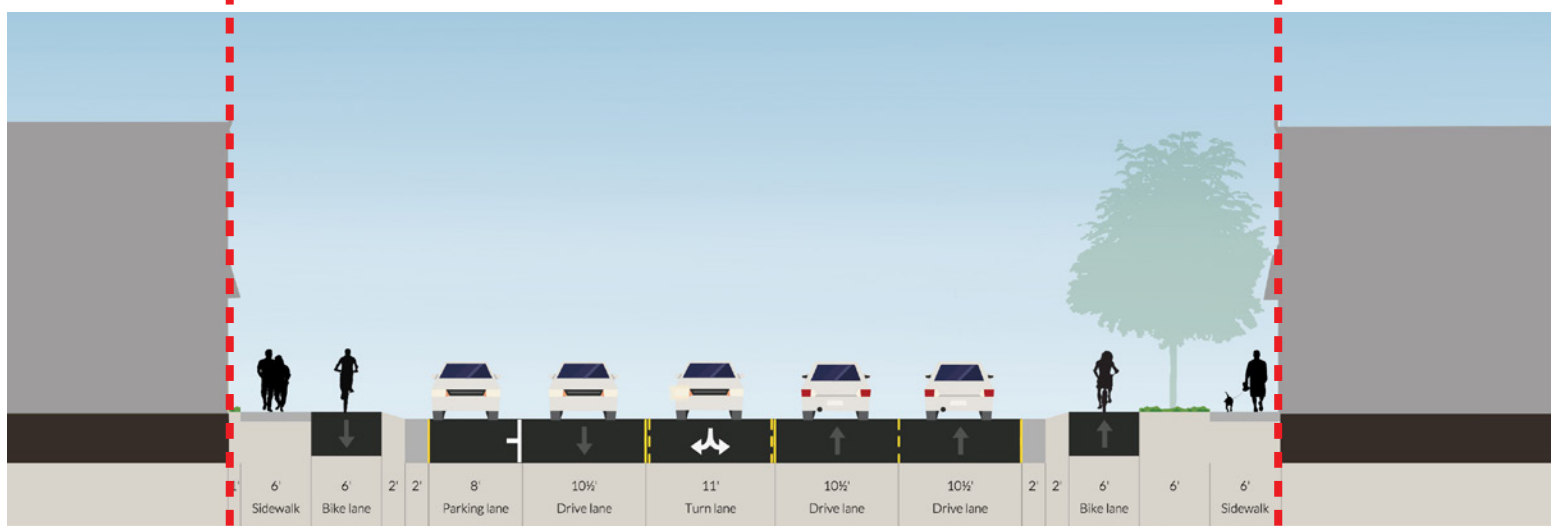 1' 6' 6' 2' 2' 8' 10½' 11' 10½' 10½' 2' 2' 6' 6' 6'
Sidewalk Bike lane Parking lane Drive lane Turn lane Drive lane Drive lane Bike lane Sidewalk